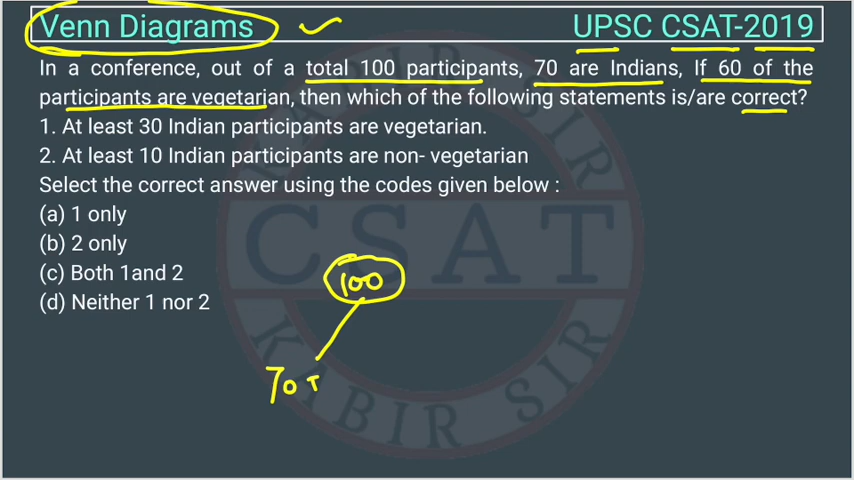 Venn Diagrams UPSC CSAT-2019
In a conference, out of a total 100 participants, 70 are Indians, If 60 of the
participants are vegetarian, then which of the following statements is/are correct?
1. At least 30 Indian participants are vegetarian.
2. At least 10 Indian participants are non- vegetarian
Select the correct answer using the codes given below :
(a) 1 only
(b) 2 only
(c) Both 1and 2
(d) Neither 1 nor 2
100
70
CSAT
KABIR SIR